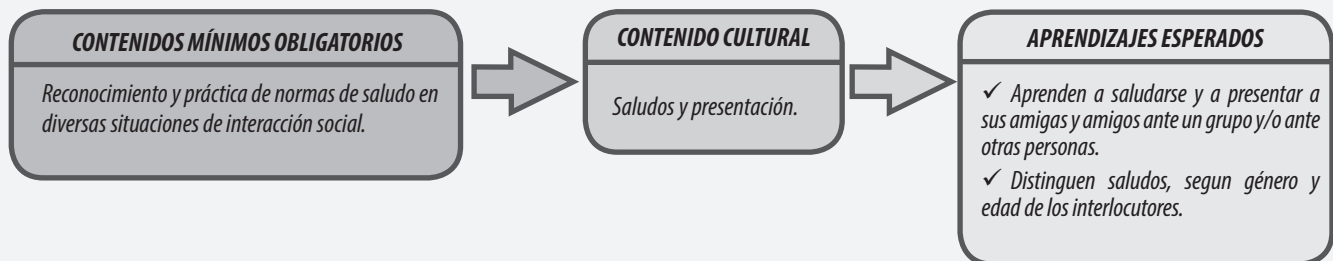 CONTENIDOS MÍNIMOS OBLIGATORIOS
Reconocimiento y práctica de normas de saludo en
diversas situaciones de interacción social.
CONTENIDO CULTURAL
Saludos y presentación.
APRENDIZAJES ESPERADOS
✓ Aprenden a saludarse y a presentar a
sus amigas y amigos ante un grupo y/o ante
otras personas.
✓ Distinguen saludos, segun género y
edad de los interlocutores.